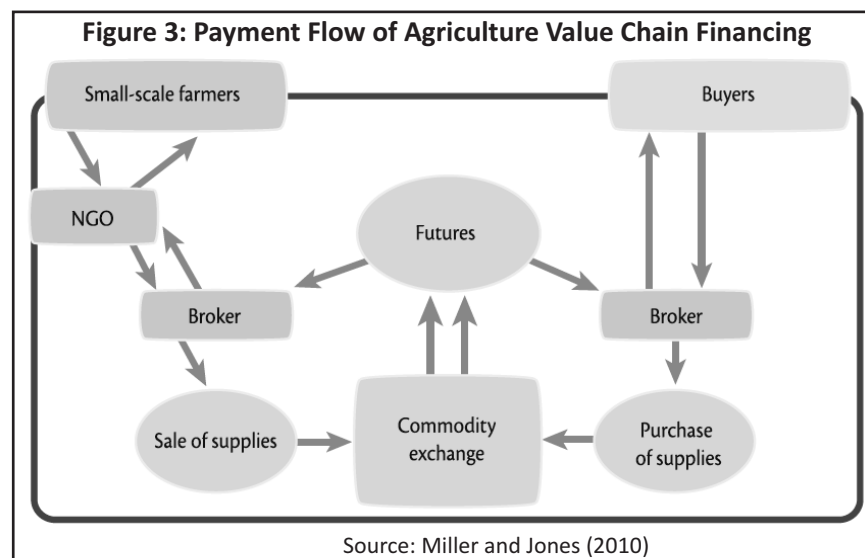 Figure 3: Payment Flow of Agriculture Value Chain Financing
Small-scale farmers
Buyers
NGO
Futures
Broker
Broker
Sale of supplies
Commodity
exchange
Purchase
of supplies
Source: Miller and Jones (2010)